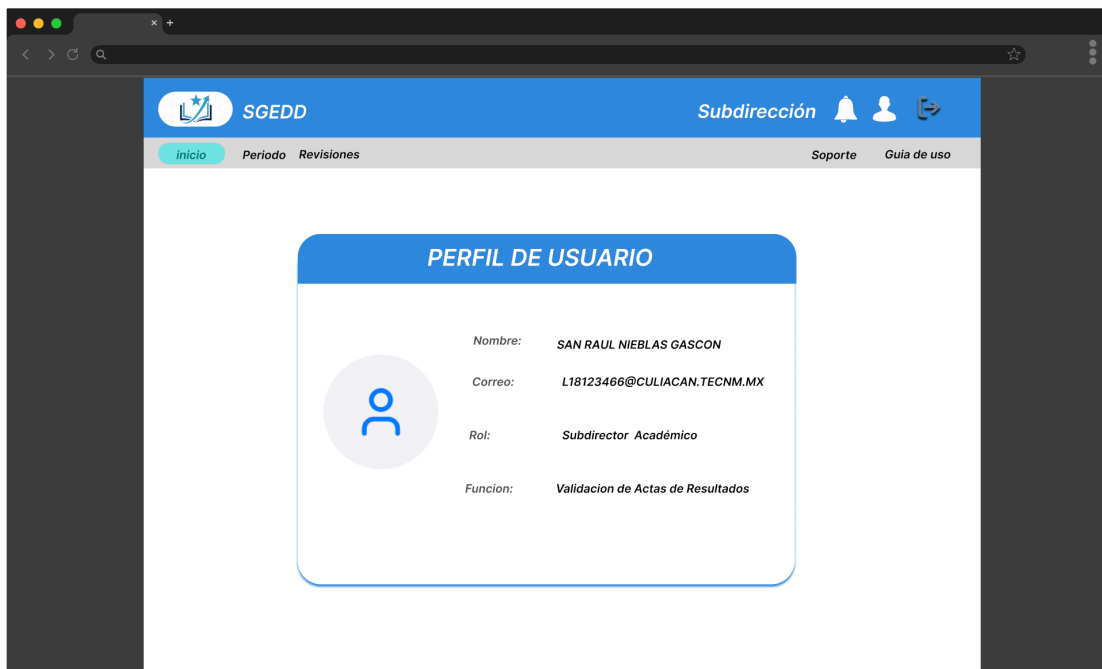 SGEDD Subdirección
inicio Periodo Revisiones Soporte Guia de uso
PERFIL DE USUARIO
Nombre: SAN RAUL NIEBLAS GASCON
Correo: L18123466@CULIACAN.TECNM.MX
Rol: Subdirector Académico
Funcion: Validacion de Actas de Resultados